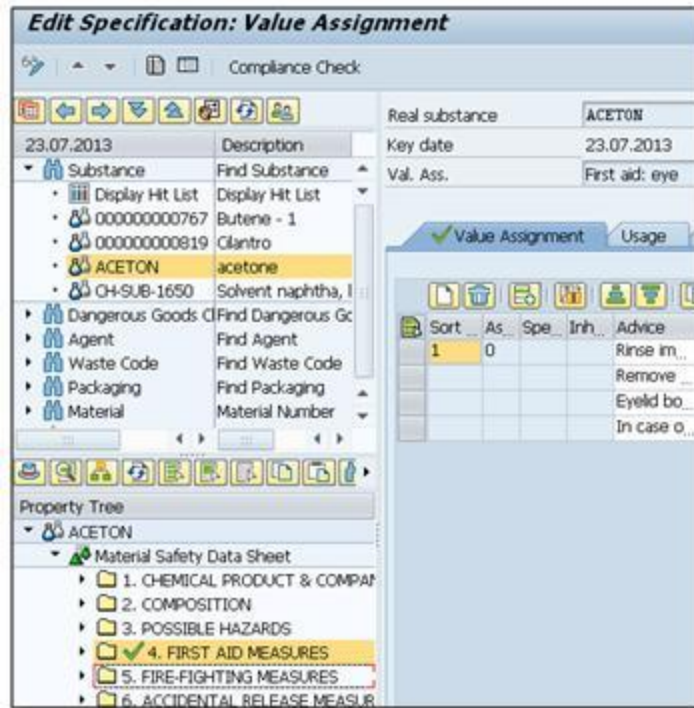 Edit Specification: Value Assignment
Compliance Check
23.07.2013 Description
Substance Find Substance
Display Hit List Display Hit List
000000000767 Butene - 1
000000000819 Cilantro
ACETON acetone
CH-SUB-1650 Solvent naphtha, l
Dangerous Goods Cl Find Dangerous Gc
Agent Find Agent
Waste Code Find Waste Code
Packaging Find Packaging
Material Material Number
Property Tree
ACETON
Material Safety Data Sheet
1. CHEMICAL PRODUCT & COMPAN
2. COMPOSITION
3. POSSIBLE HAZARDS
4. FIRST AID MEASURES
5. FIRE-FIGHTING MEASURES
6. ACCIDENTAL RELEASE MEASUR
Real substance ACETON
Key date 23.07.2013
Val. Ass. First aid: eye
Value Assignment Usage
Sort ... As... Spe... Inh... Advice
1 0 Rinse im...
Remove ...
Eyelid bo...
In case o...